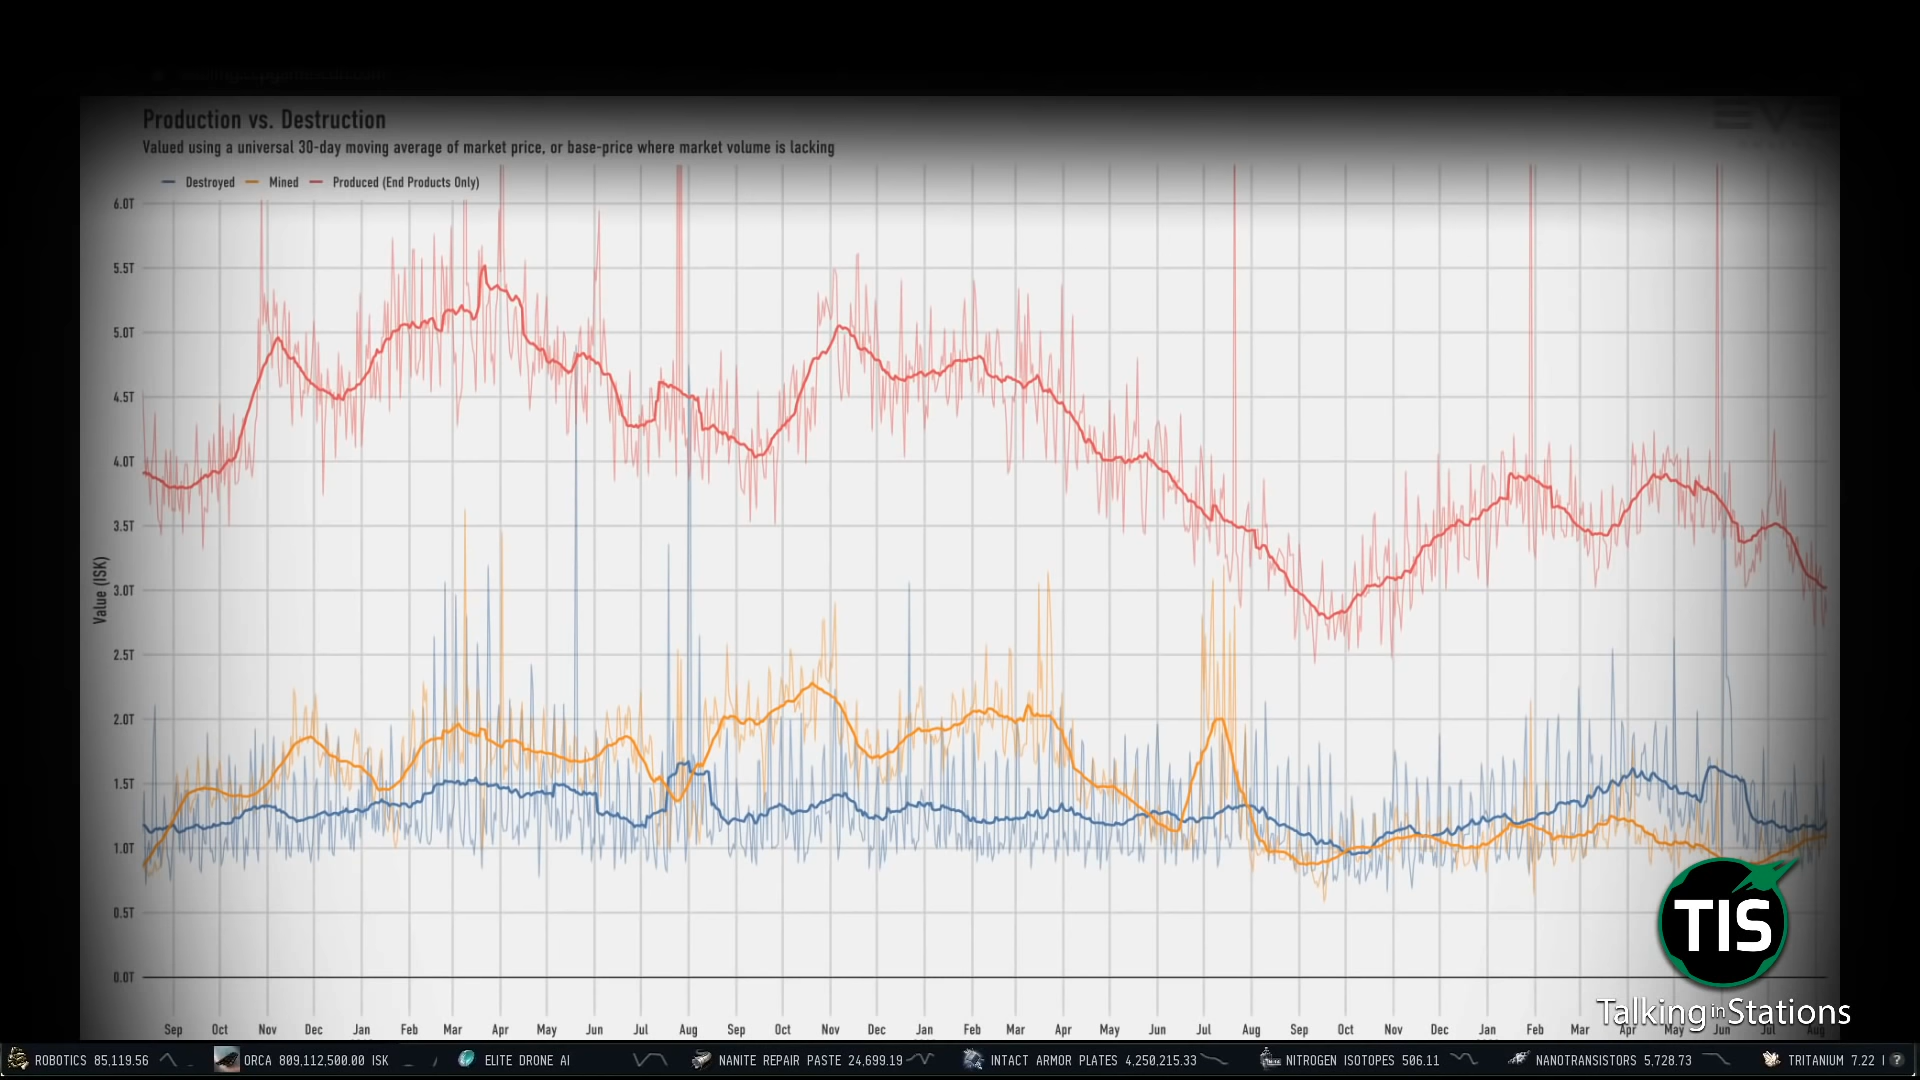 EVE
Production vs. Destruction
Valued using a universal 30-day moving average of market price, or base-price where market volume is lacking
Destroyed Mined Produced (End Products Only)
6.0T
5.5T
5.0T
4.5T
4.0T
3.5T
3.0T
2.5T
2.0T
1.5T
1.0T
0.5T
0.0T
Value (ISK)
Sep Oct Nov Dec Jan Feb Mar Apr May Jun Jul Aug Sep Oct Nov Dec Jan Feb Mar Apr May Jun Jul Aug Sep Oct Nov Dec Jan Feb Mar Apr May Jun Jul Aug
TIS
Talking in Stations
ROBOTICS 85,119.56 ORCA 809,112,500.00 ISK ELITE DRONE AI NANITE REPAIR PASTE 24,699.19 INTACT ARMOR PLATES 4,250,215.33 NITROGEN ISOTOPES 506.11 NANOTRANSISTORS 5,728.73 TRITANIUM 7.22 I ?